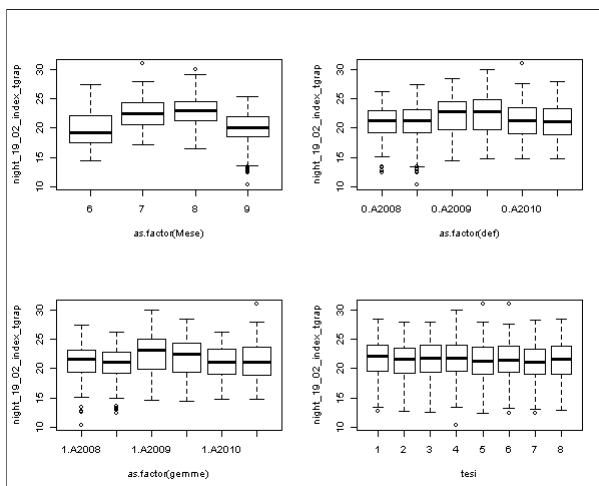 night_19_02_index_tgrap
30
25
20
15
10
6 7 8 9
as.factor(Mese)
night_19_02_index_tgrap
30
25
20
15
10
0.A2008 0.A2009 0.A2010
as.factor(def)
night_19_02_index_tgrap
30
25
20
15
10
1.A2008 1.A2009 1.A2010
as.factor(gemme)
night_19_02_index_tgrap
30
25
20
15
10
1 2 3 4 5 6 7 8
tesi